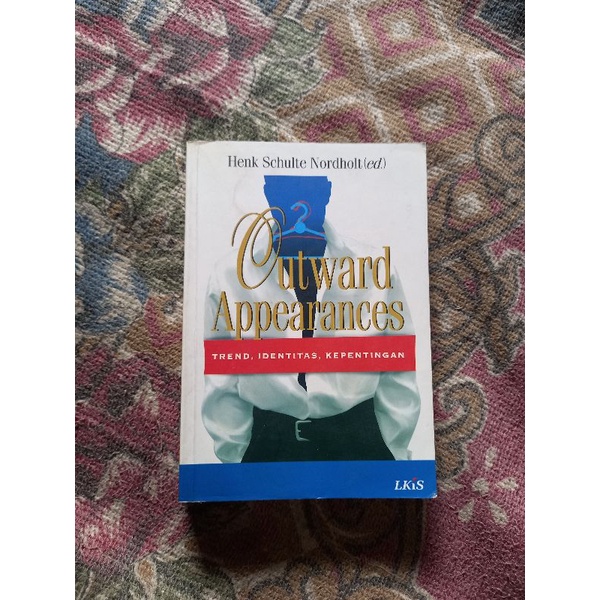 Henk Schulte Nordholt (ed.)
Outward
Appearances
TREND, IDENTITAS, KEPENTINGAN
LKiS